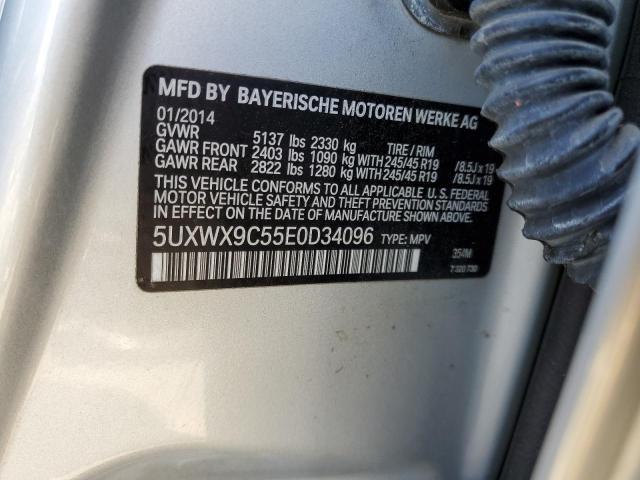 MFD BY BAYERISCHE MOTOREN WERKE AG
01/2014
GVWR 5137 lbs 2330 kg TIRE / RIM
GAWR FRONT 2403 lbs 1090 kg WITH 245/45 R19 /8.5J x 19
GAWR REAR 2822 lbs 1280 kg WITH 245/45 R19 /8.5J x 19
THIS VEHICLE CONFORMS TO ALL APPLICABLE U. S. FEDERAL
MOTOR VEHICLE SAFETY AND THEFT PREVENTION
STANDARDS IN EFFECT ON THE DATE OF MANUFACTURE
5UXWX9C55E0D34096 TYPE: MPV
354M